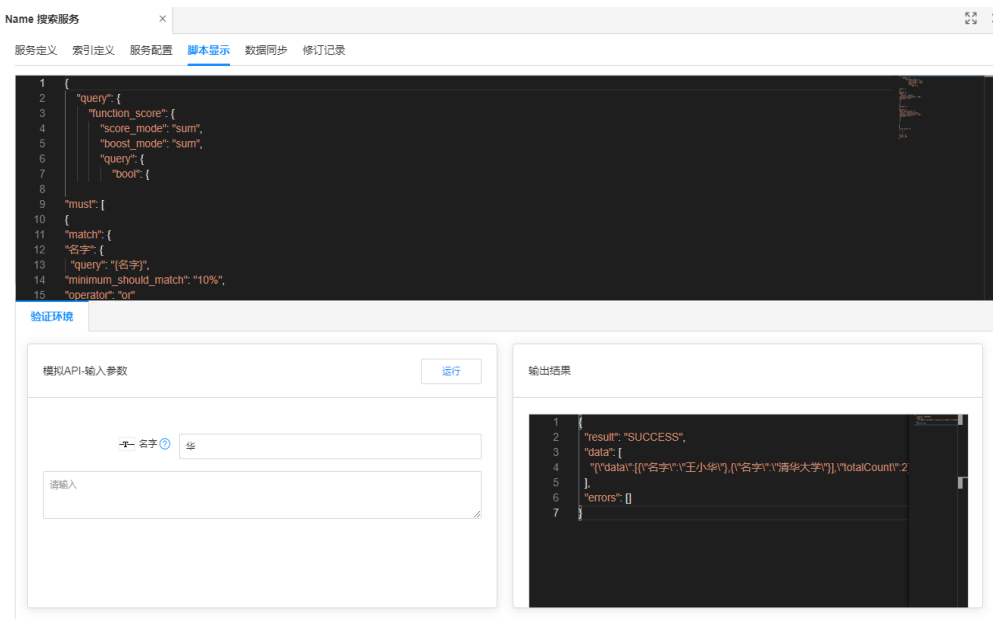 Name 搜索服务 ×
服务定义 索引定义 服务配置 脚本显示 数据同步 修订记录
1 {
2 "query": {
3 "function_score": {
4 "score_mode": "sum",
5 "boost_mode": "sum",
6 "query": {
7 "bool": {
8
9 "must": [
10 {
11 "match": {
12 "名字": {
13 "query": "{名字}",
14 "minimum_should_match": "10%",
15 "operator": "or"
验证环境
模拟API-输入参数 运行
-T- 名字 ?
华
请输入
输出结果
1 {
2 "result": "SUCCESS",
3 "data": [
4 "{\"data\":[{\"名字\":\"王小华\"},{\"名字\":\"清华大学\"}],\"totalCount\":2
5 ],
6 "errors": []
7 }